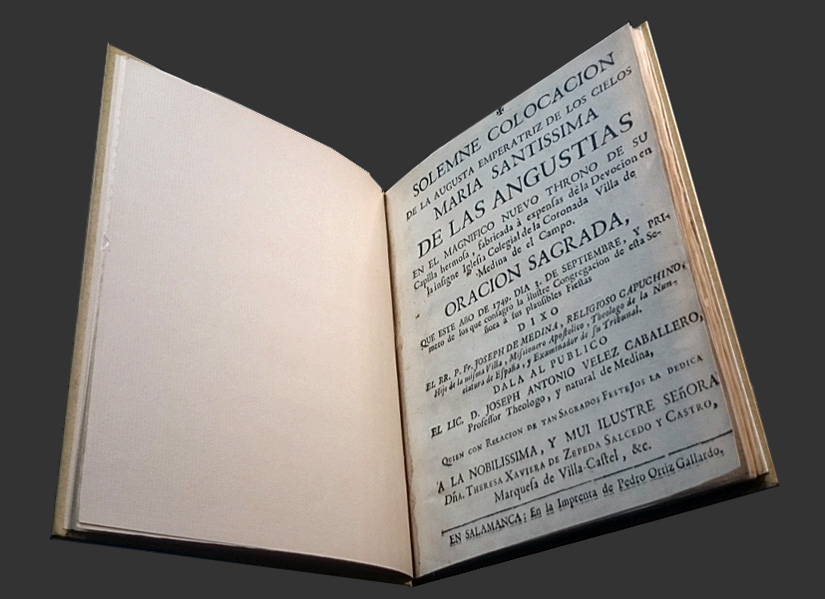 SOLEMNE COLOCACION
DE LA AUGUSTA EMPERATRIZ DE LOS CIELOS
MARIA SANTISSIMA
DE LAS ANGUSTIAS
EN EL MAGNIFICO NUEVO THRONO DE SU
Capilla hermosa, fabricada à expensas de la Devocion en
la insigne Iglesia Colegial de la Coronada Villa de
Medina de el Campo.
ORACION SAGRADA,
QUE ESTE AÑO DE 1749. DIA 3. DE SEPTIEMBRE, Y PRI-
mero de los que consagrò la ilustre Congregacion de esta Se-
ñora à sus plausibles Fiestas
DIXO
EL RR. P. Fr. JOSEPH DE MEDINA, RELIGIOSO CAPUCHINO,
Hijo de la misma Villa, Missionero Apostolico, Theologo de la Nun-
ciatura de España, y Examinador de su Tribunal.
DALA AL PUBLICO
EL LIC. D. JOSEPH ANTONIO VELEZ CABALLERO,
Professor Theologo, y natural de Medina,
QUIEN CON RELACION DE TAN SAGRADOS FESTEJOS LA DEDICA
A LA NOBILISSIMA, Y MUI ILUSTRE SEÑORA
Dña. THERESA XAVIERA DE ZEPEDA SALCEDO Y CASTRO,
Marquesa de Villa-Castel, &c.
EN SALAMANCA: En la Imprenta de Pedro Ortiz Gallardo,